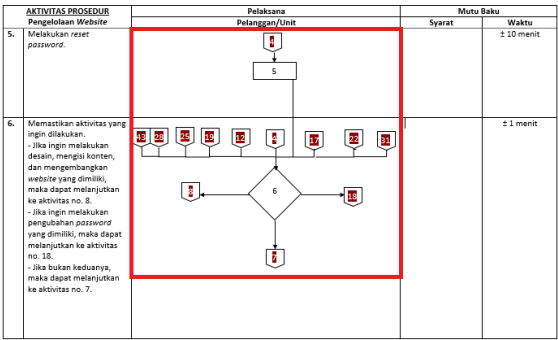 AKTIVITAS PROSEDUR
Pelaksana
Mutu Baku
Pengelolaan Website
Pelanggan/Unit
Syarat
Waktu
5.
Melakukan reset
password.
± 10 menit
4
5
6.
Memastikan aktivitas yang
ingin dilakukan.
- Jika ingin melakukan
desain, mengisi konten,
dan mengembangkan
website yang dimiliki,
maka dapat melanjutkan
ke aktivitas no. 8.
- Jika ingin melakukan
pengubahan password
yang dimiliki, maka dapat
melanjutkan ke aktivitas
no. 18.
- Jika bukan keduanya,
maka dapat melanjutkan
ke aktivitas no. 7.
± 1 menit
43 28 25 19 12 4 17 22 31
8
6
18
7